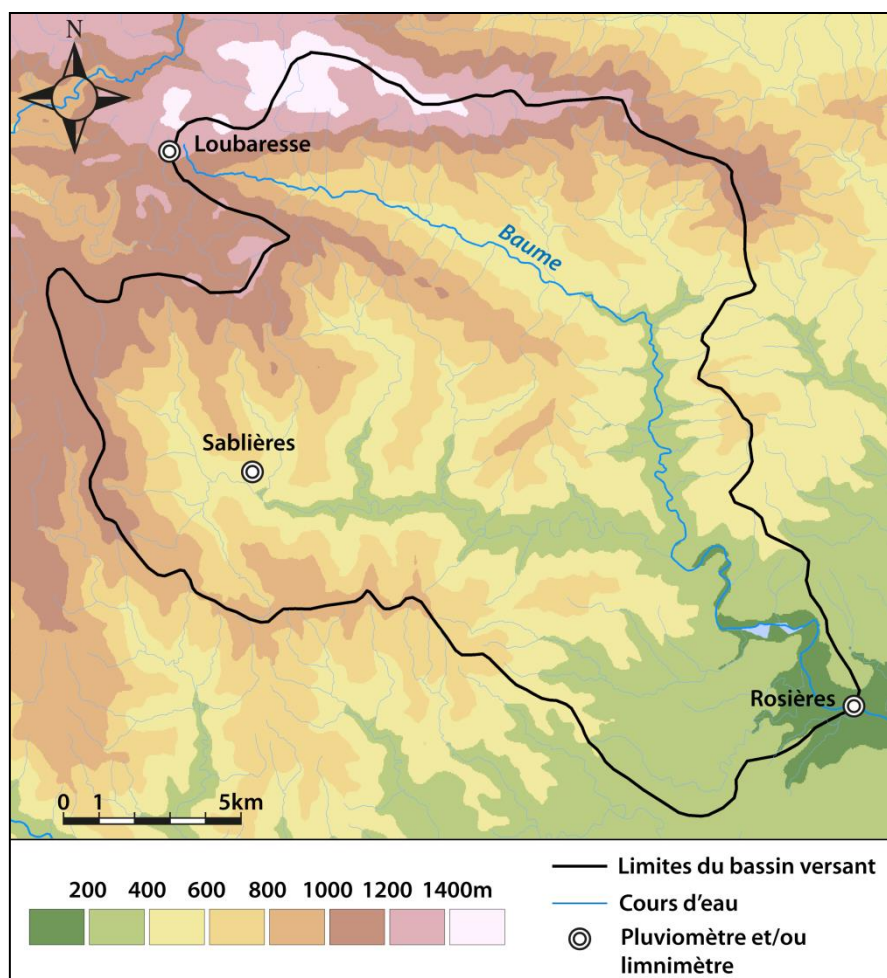 N
Loubaresse
Baume
Sablières
Rosières
0 1 5km
200 400 600 800 1000 1200 1400m
Limites du bassin versant
Cours d'eau
Pluviomètre et/ou
limnimètre